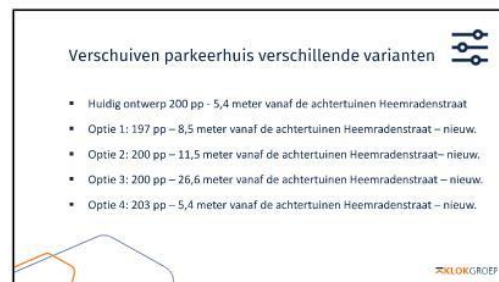 Verschuiven parkeerhuis verschillende varianten
▪ Huidig ontwerp 200 pp - 5,4 meter vanaf de achtertuinen Heemradenstraat
▪ Optie 1: 197 pp – 8,5 meter vanaf de achtertuinen Heemradenstraat – nieuw.
▪ Optie 2: 200 pp – 11,5 meter vanaf de achtertuinen Heemradenstraat– nieuw.
▪ Optie 3: 200 pp – 26,6 meter vanaf de achtertuinen Heemradenstraat – nieuw.
▪ Optie 4: 203 pp – 5,4 meter vanaf de achtertuinen Heemradenstraat – nieuw.
KLOKGROEP